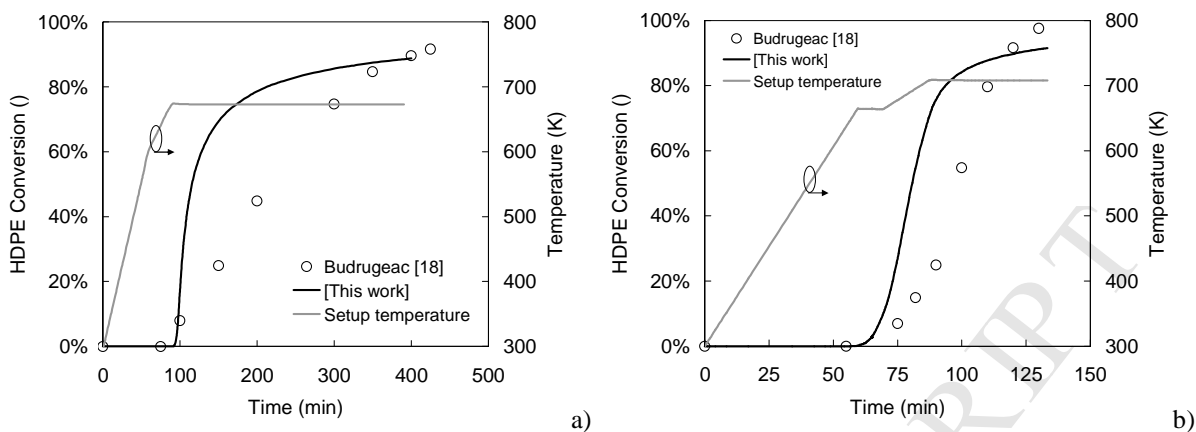 100%
80%
60%
40%
20%
0%
HDPE Conversion ()
800
700
600
500
400
300
Temperature (K)
Budrugeac [18]
[This work]
Setup temperature
0
100
200
300
400
500
Time (min)
a)
100%
80%
60%
40%
20%
0%
HDPE Conversion ()
800
700
600
500
400
300
Temperature (K)
Budrugeac [18]
[This work]
Setup temperature
0
25
50
75
100
125
150
Time (min)
b)
RIPT